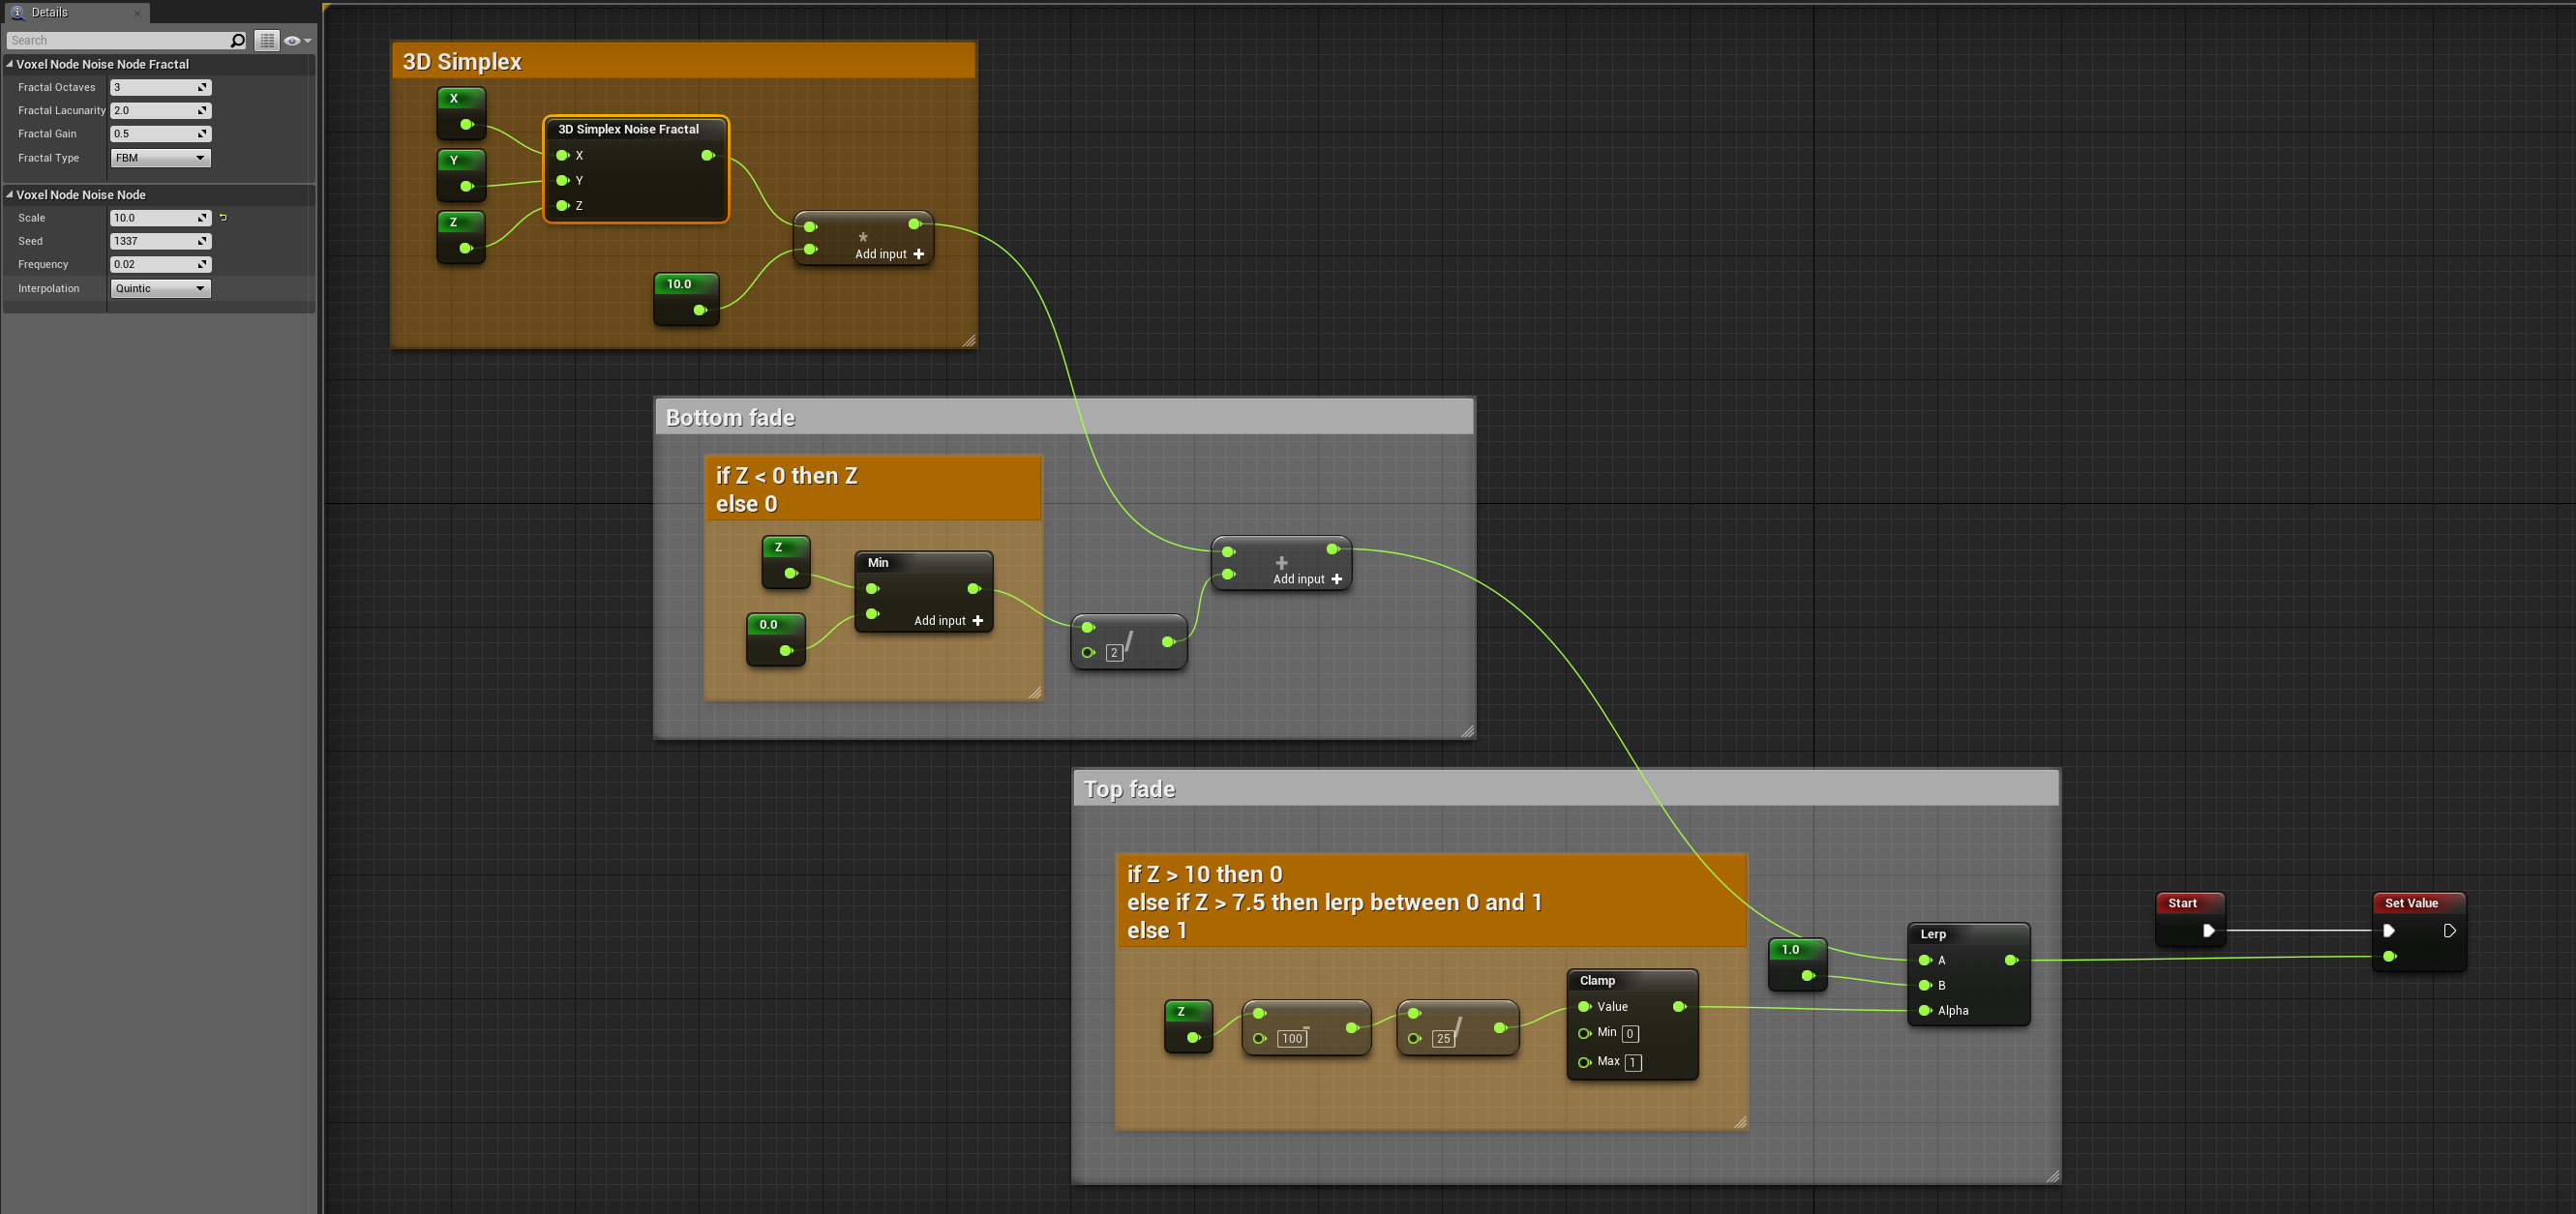 Details
Search
Voxel Node Noise Node Fractal
Fractal Octaves 3
Fractal Lacunarity 2.0
Fractal Gain 0.5
Fractal Type FBM
Voxel Node Noise Node
Scale 10.0
Seed 1337
Frequency 0.02
Interpolation Quintic
3D Simplex
X
Y
Z
3D Simplex Noise Fractal
X
Y
Z
*
Add input
10.0
Bottom fade
if Z < 0 then Z
else 0
Z
0.0
Min
Add input
2 /
+
Add input
Top fade
if Z > 10 then 0
else if Z > 7.5 then lerp between 0 and 1
else 1
Z
100 -
25 /
Clamp
Value
Min 0
Max 1
1.0
Lerp
A
B
Alpha
Start
Set Value